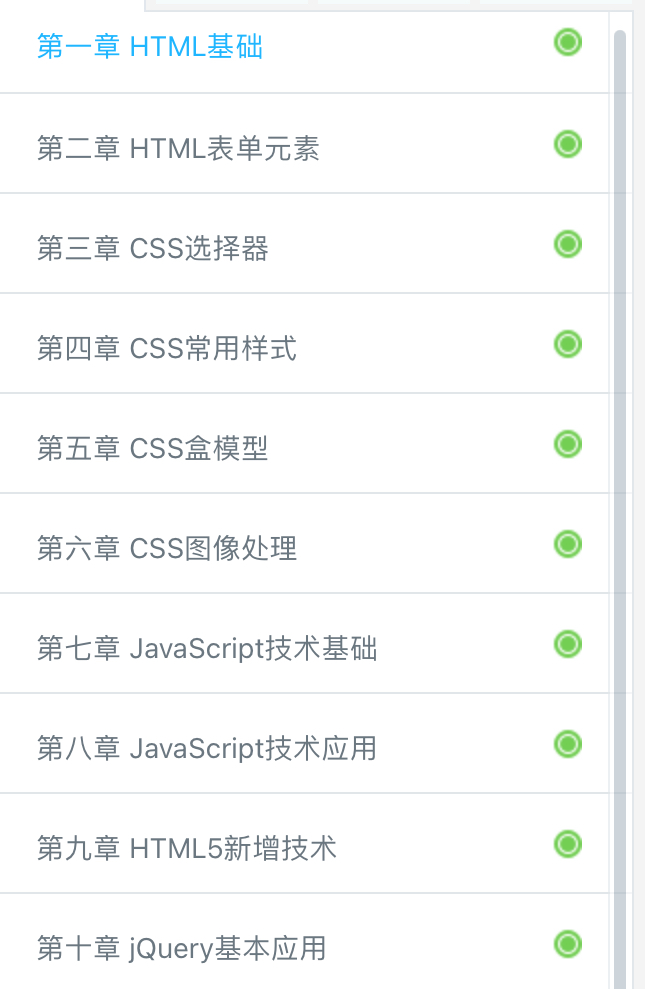 第一章 HTML基础
第二章 HTML表单元素
第三章 CSS选择器
第四章 CSS常用样式
第五章 CSS盒模型
第六章 CSS图像处理
第七章 JavaScript技术基础
第八章 JavaScript技术应用
第九章 HTML5新增技术
第十章 jQuery基本应用